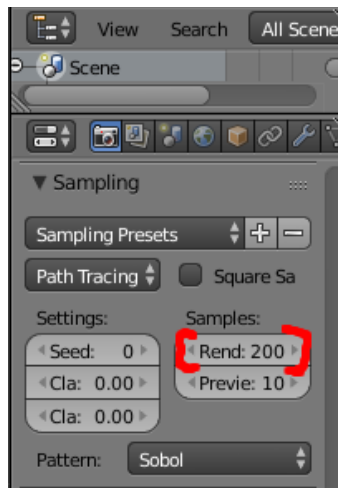 View Search All Scene
Scene
Sampling
Sampling Presets
Path Tracing Square Sa
Settings: Samples:
Seed: 0 Rend: 200
Cla: 0.00 Previe: 10
Cla: 0.00
Pattern: Sobol